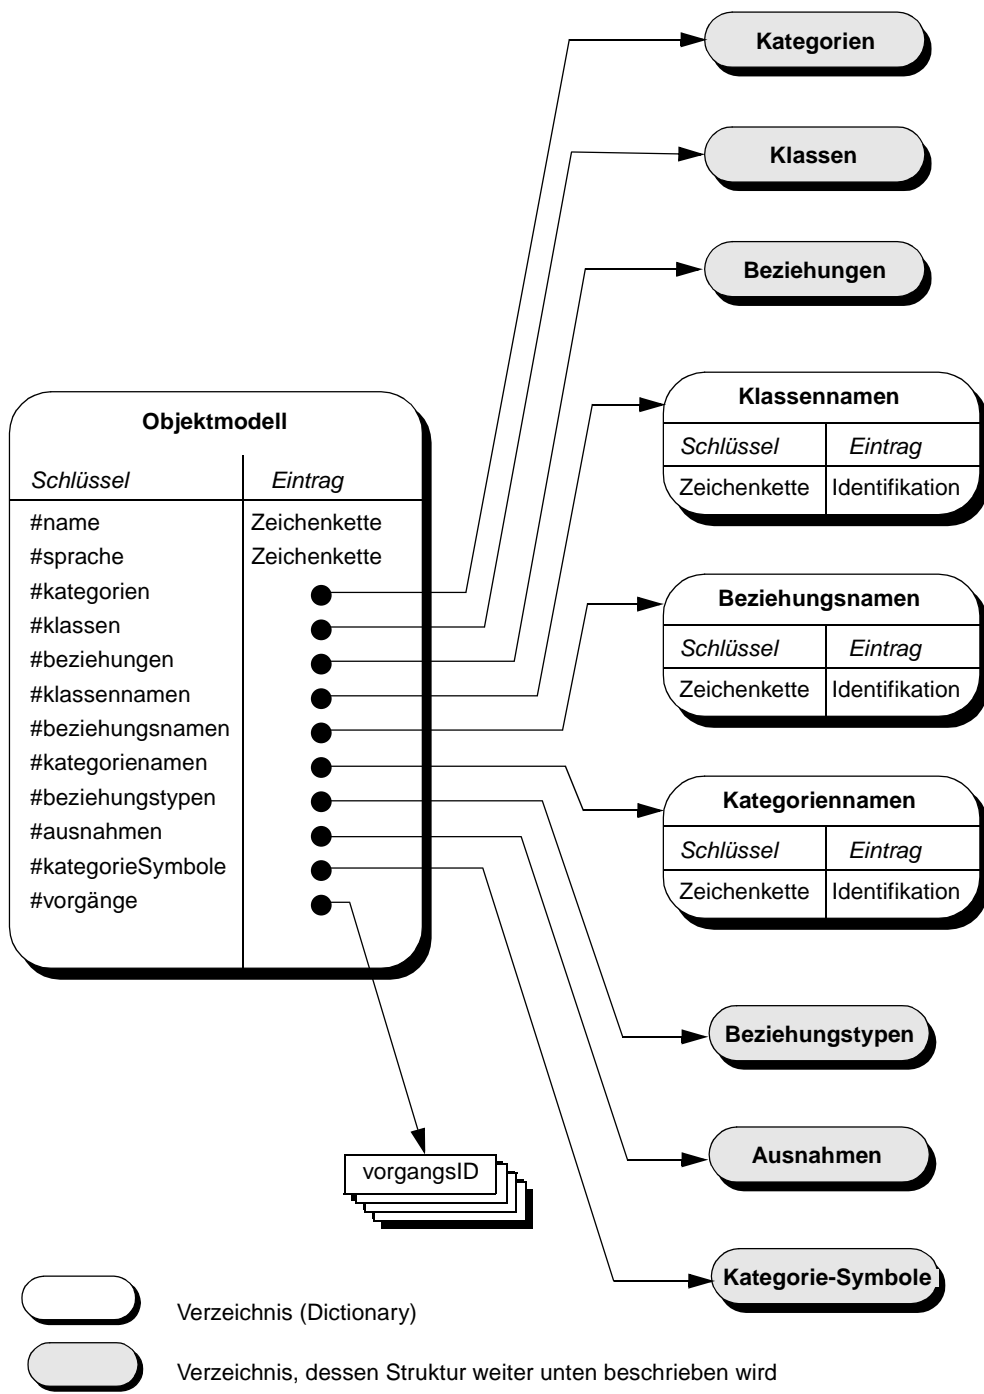 Kategorien
Klassen
Beziehungen
Objektmodell
Schlüssel Eintrag
#name Zeichenkette
#sprache Zeichenkette
#kategorien
#klassen
#beziehungen
#klassennamen
#beziehungsnamen
#kategorienamen
#beziehungstypen
#ausnahmen
#kategorieSymbole
#vorgänge
Klassennamen
Schlüssel Eintrag
Zeichenkette Identifikation
Beziehungsnamen
Schlüssel Eintrag
Zeichenkette Identifikation
Kategoriennamen
Schlüssel Eintrag
Zeichenkette Identifikation
Beziehungstypen
Ausnahmen
vorgangsID
Kategorie-Symbole
Verzeichnis (Dictionary)
Verzeichnis, dessen Struktur weiter unten beschrieben wird